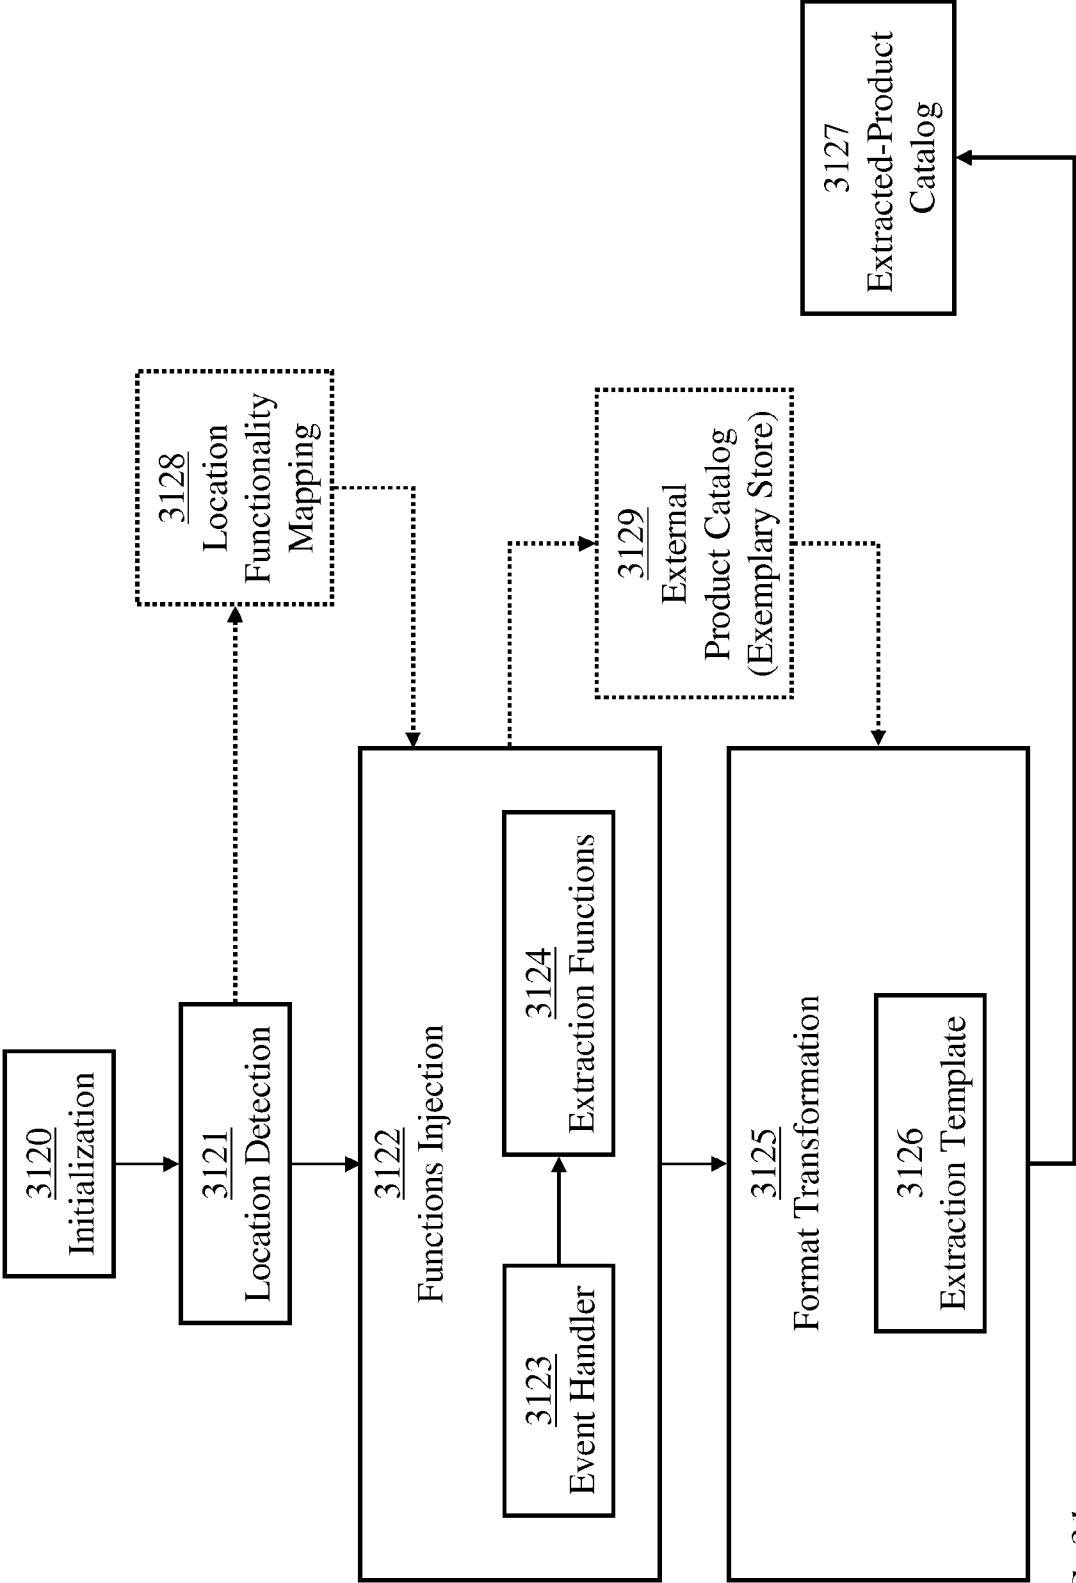 3120
Initialization
3121
Location Detection
3128
Location
Functionality
Mapping
3122
Functions Injection
3123
Event Handler
3124
Extraction Functions
3129
External
Product Catalog
(Exemplary Store)
3125
Format Transformation
3126
Extraction Template
3127
Extracted-Product
Catalog